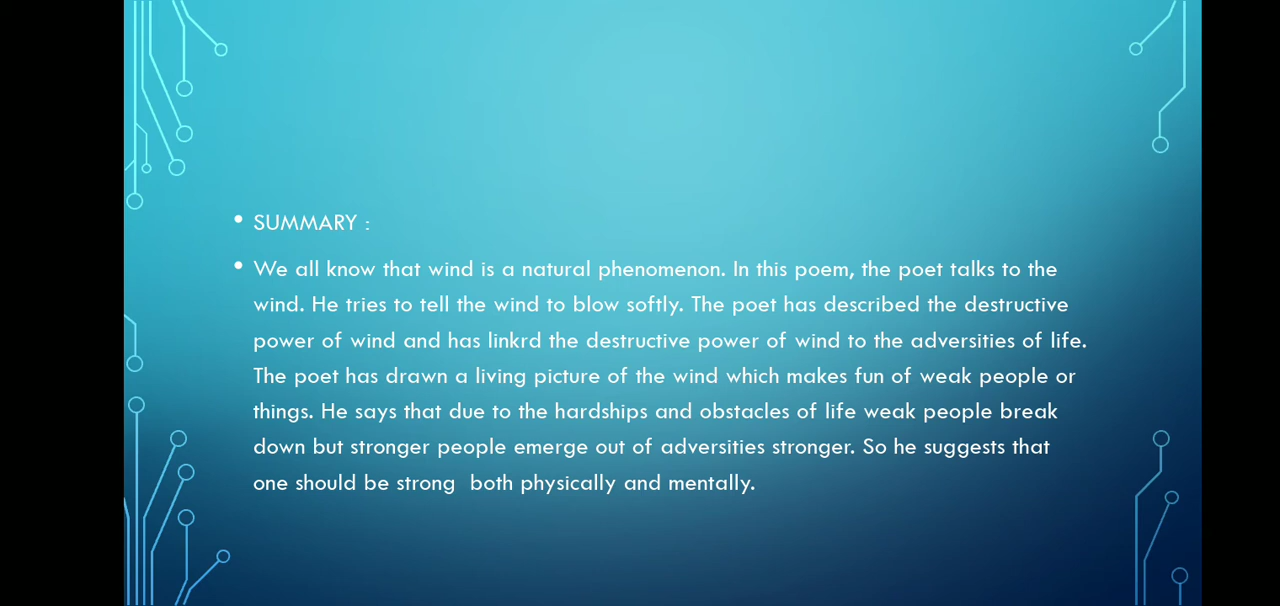 • SUMMARY :
• We all know that wind is a natural phenomenon. In this poem, the poet talks to the
wind. He tries to tell the wind to blow softly. The poet has described the destructive
power of wind and has linkrd the destructive power of wind to the adversities of life.
The poet has drawn a living picture of the wind which makes fun of weak people or
things. He says that due to the hardships and obstacles of life weak people break
down but stronger people emerge out of adversities stronger. So he suggests that
one should be strong  both physically and mentally.